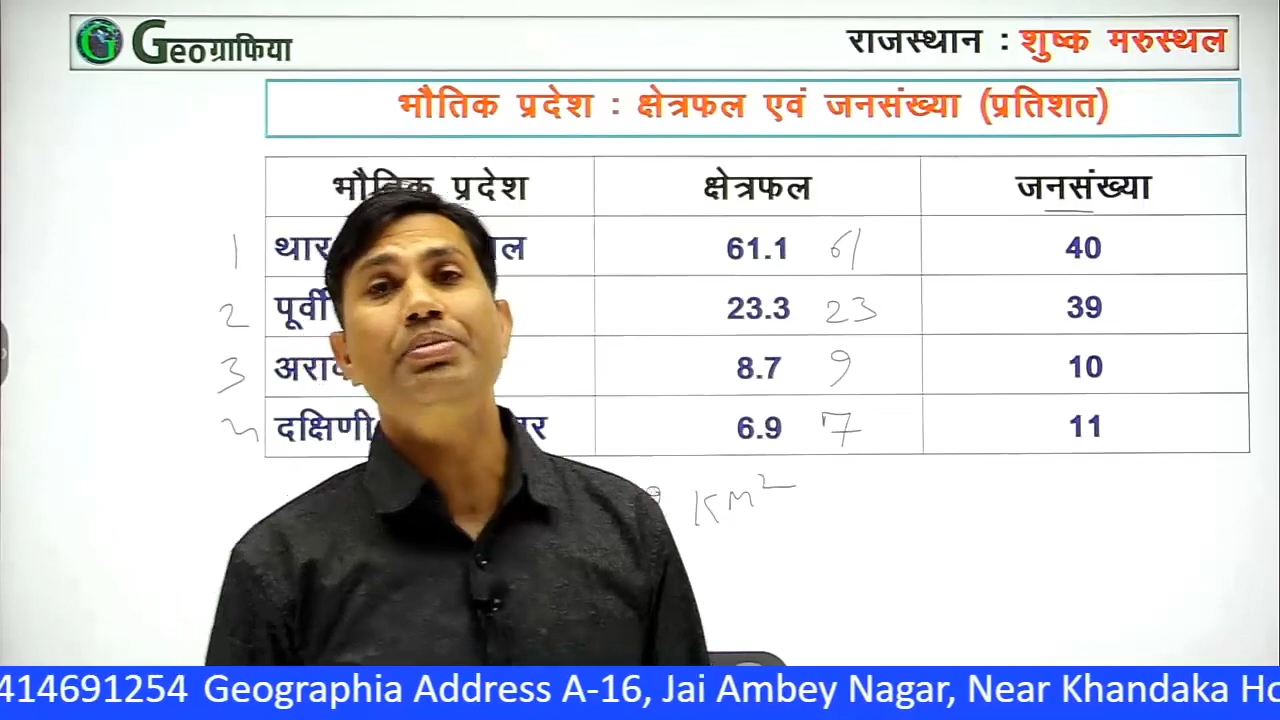 Geoग्राफिया
राजस्थान : शुष्क मरुस्थल
भौतिक प्रदेश : क्षेत्रफल एवं जनसंख्या (प्रतिशत)
भौतिक प्रदेश क्षेत्रफल जनसंख्या
1 61.1 61 40
2 पूर्वी 23.3 23 39
3 8.7 9 10
दक्षिणी 6.9 7 11
KM²
414691254 Geographia Address A-16, Jai Ambey Nagar, Near Khandaka